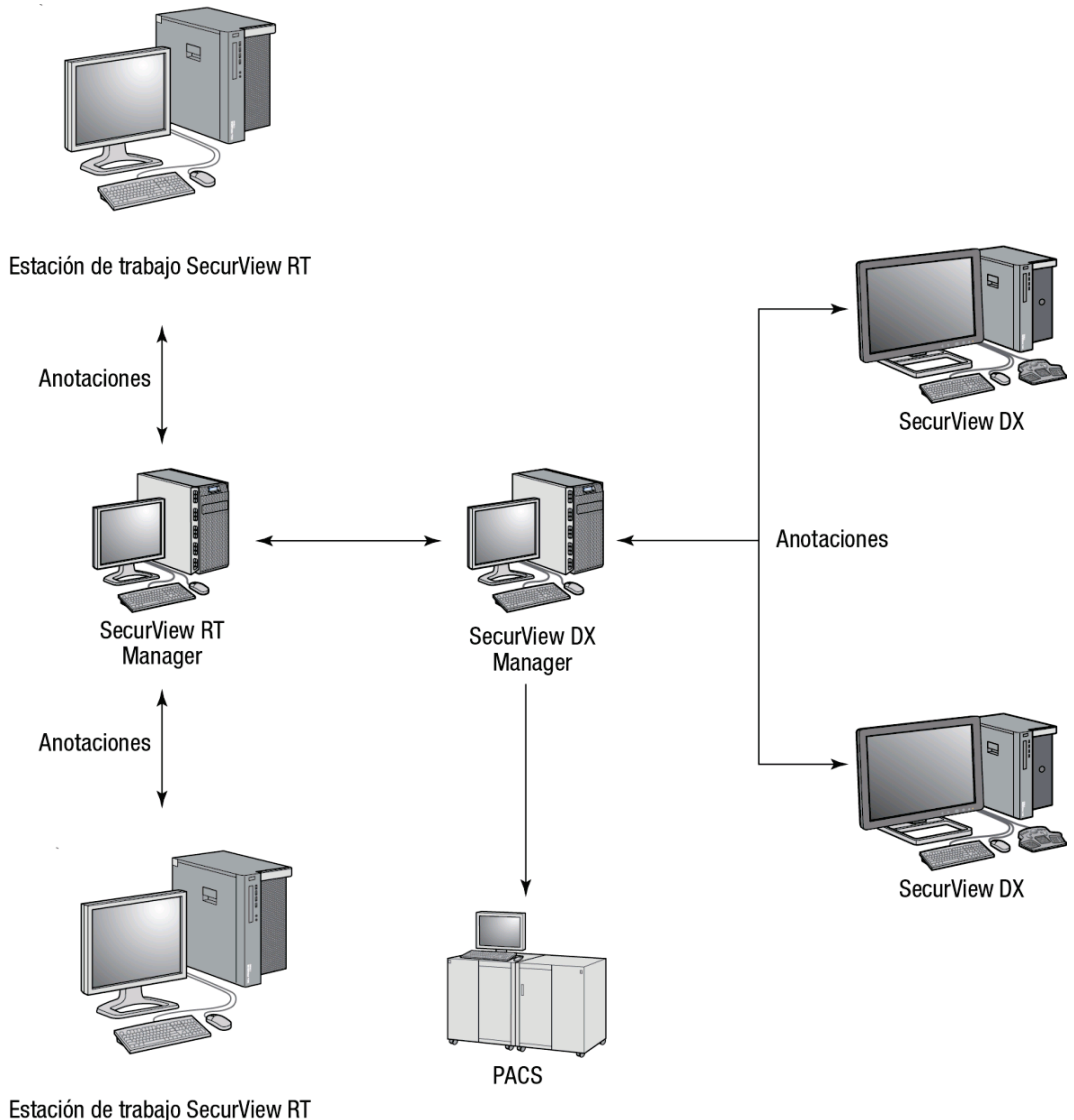 Estación de trabajo SecurView RT
Anotaciones
SecurView RT
Manager
Anotaciones
Estación de trabajo SecurView RT
SecurView DX
Manager
PACS
SecurView DX
Anotaciones
SecurView DX